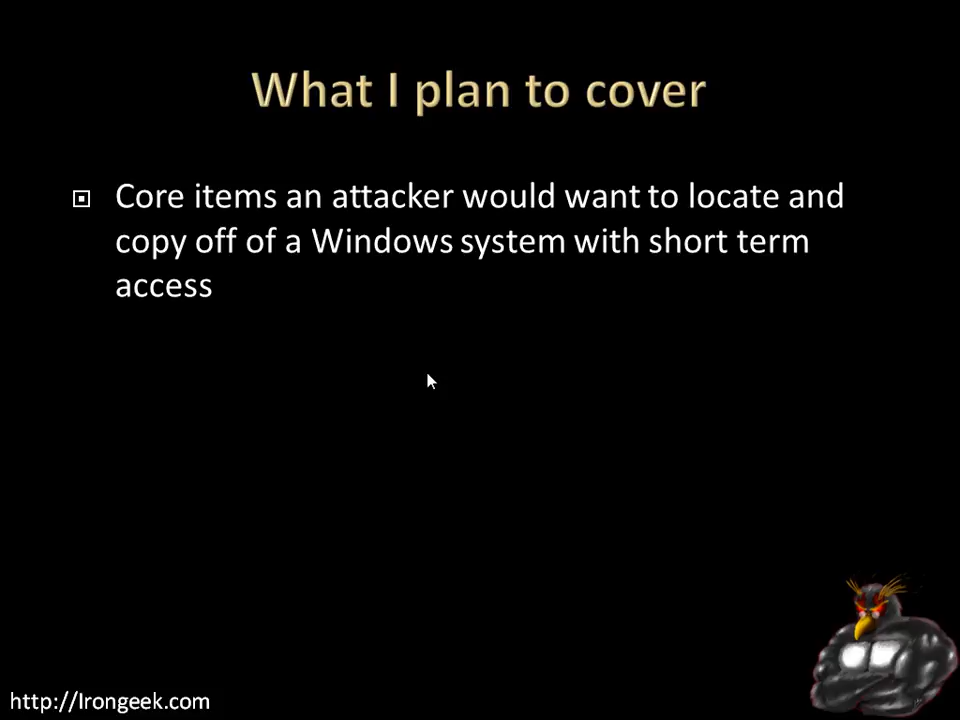 What I plan to cover
Core items an attacker would want to locate and
copy off of a Windows system with short term
access
http://Irongeek.com